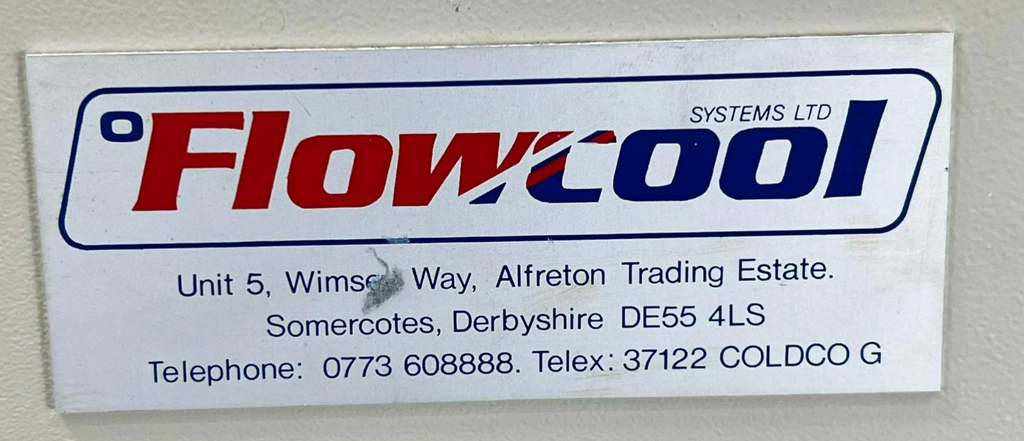 °Flowcool
SYSTEMS LTD
Unit 5, Wimsey Way, Alfreton Trading Estate.
Somercotes, Derbyshire DE55 4LS
Telephone: 0773 608888. Telex: 37122 COLDCO G